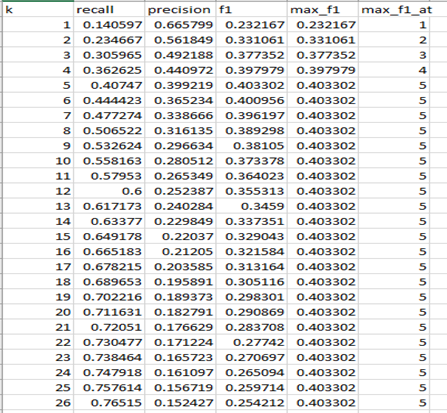 k recall precision f1 max_f1 max_f1_at
1 0.140597 0.665799 0.232167 0.232167 1
2 0.234667 0.561849 0.331061 0.331061 2
3 0.305965 0.492188 0.377352 0.377352 3
4 0.362625 0.440972 0.397979 0.397979 4
5 0.40747 0.399219 0.403302 0.403302 5
6 0.444423 0.365234 0.400956 0.403302 5
7 0.477274 0.338666 0.396197 0.403302 5
8 0.506522 0.316135 0.389298 0.403302 5
9 0.532624 0.296634 0.38105 0.403302 5
10 0.558163 0.280512 0.373378 0.403302 5
11 0.57953 0.265349 0.364023 0.403302 5
12 0.6 0.252387 0.355313 0.403302 5
13 0.617173 0.240284 0.3459 0.403302 5
14 0.63377 0.229849 0.337351 0.403302 5
15 0.649178 0.22037 0.329043 0.403302 5
16 0.665183 0.21205 0.321584 0.403302 5
17 0.678215 0.203585 0.313164 0.403302 5
18 0.689653 0.195891 0.305116 0.403302 5
19 0.702216 0.189373 0.298301 0.403302 5
20 0.711631 0.182791 0.290869 0.403302 5
21 0.72051 0.176629 0.283708 0.403302 5
22 0.730477 0.171224 0.27742 0.403302 5
23 0.738464 0.165723 0.270697 0.403302 5
24 0.747918 0.161097 0.265094 0.403302 5
25 0.757614 0.156719 0.259714 0.403302 5
26 0.76515 0.152427 0.254212 0.403302 5